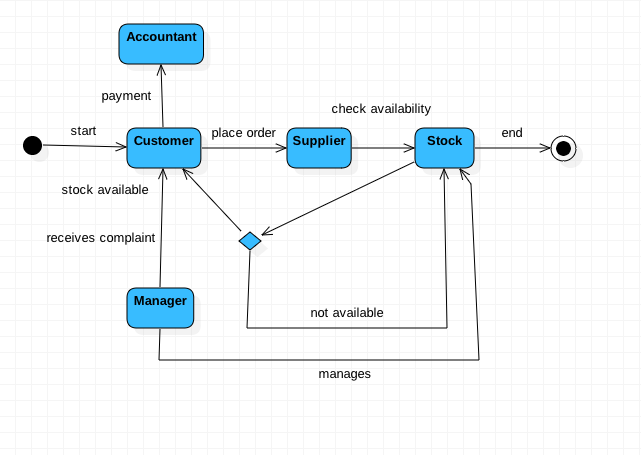 Accountant
payment
check availability
start
place order
end
Customer
Supplier
Stock
stock available
receives complaint
Manager
not available
manages